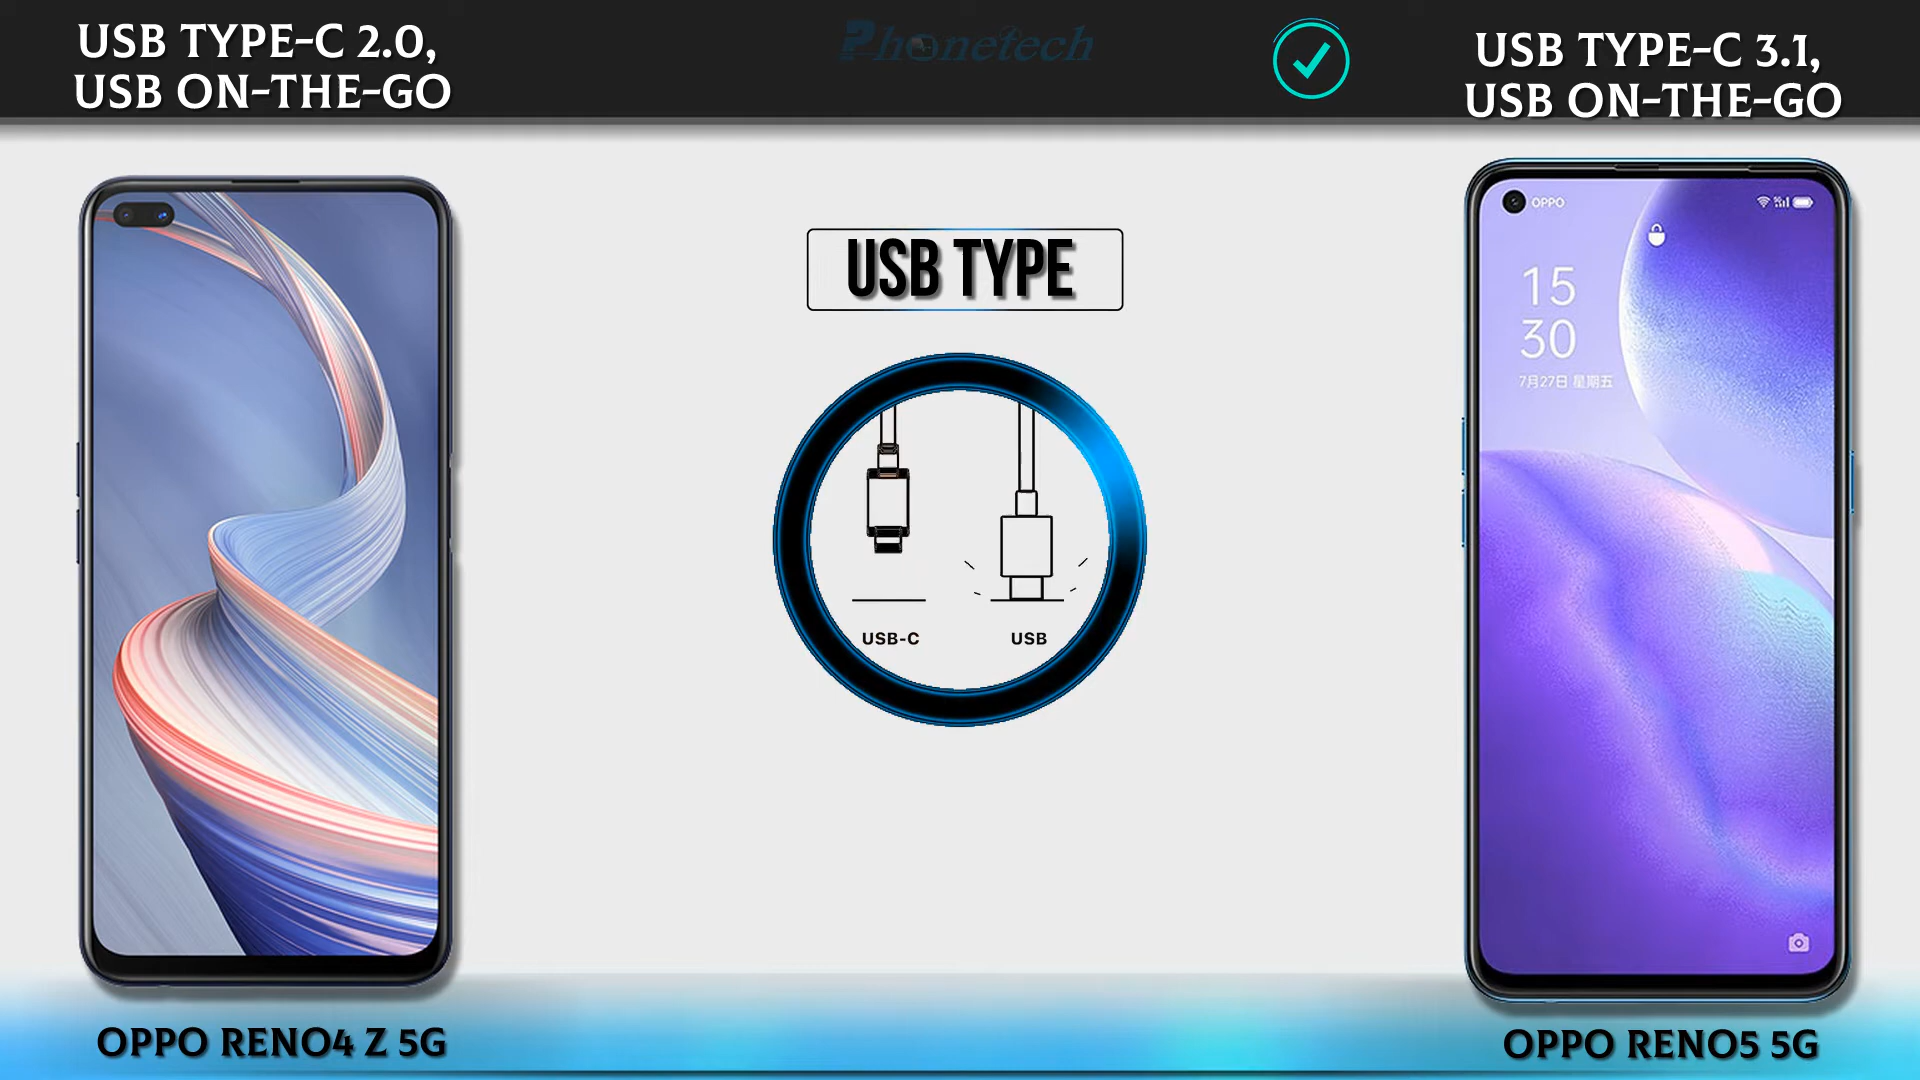 USB TYPE-C 2.0,
USB ON-THE-GO
Phonetech
USB TYPE-C 3.1,
USB ON-THE-GO
USB TYPE
USB-C
USB
OPPO
5G
15
30
7月27日 星期五
OPPO RENO4 Z 5G
OPPO RENO5 5G